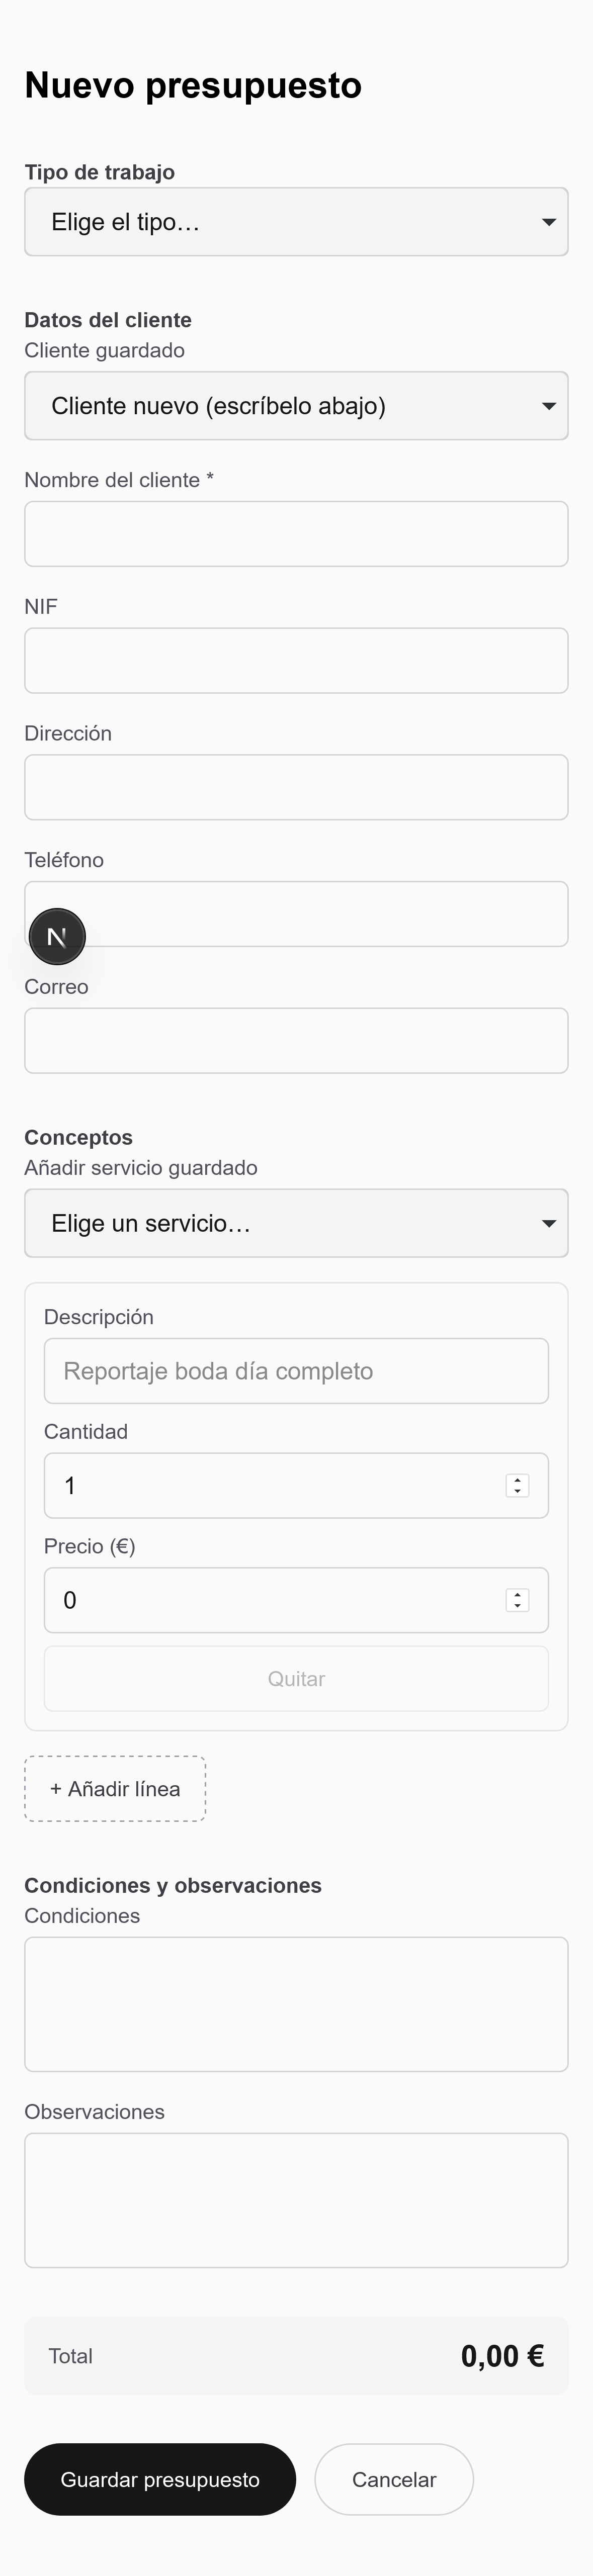 Nuevo presupuesto
Tipo de trabajo
Elige el tipo…
Datos del cliente
Cliente guardado
Cliente nuevo (escríbelo abajo)
Nombre del cliente *
NIF
Dirección
Teléfono
N
Correo
Conceptos
Añadir servicio guardado
Elige un servicio…
Descripción
Reportaje boda día completo
Cantidad
1
Precio (€)
0
Quitar
+ Añadir línea
Condiciones y observaciones
Condiciones
Observaciones
Total 0,00 €
Guardar presupuesto Cancelar